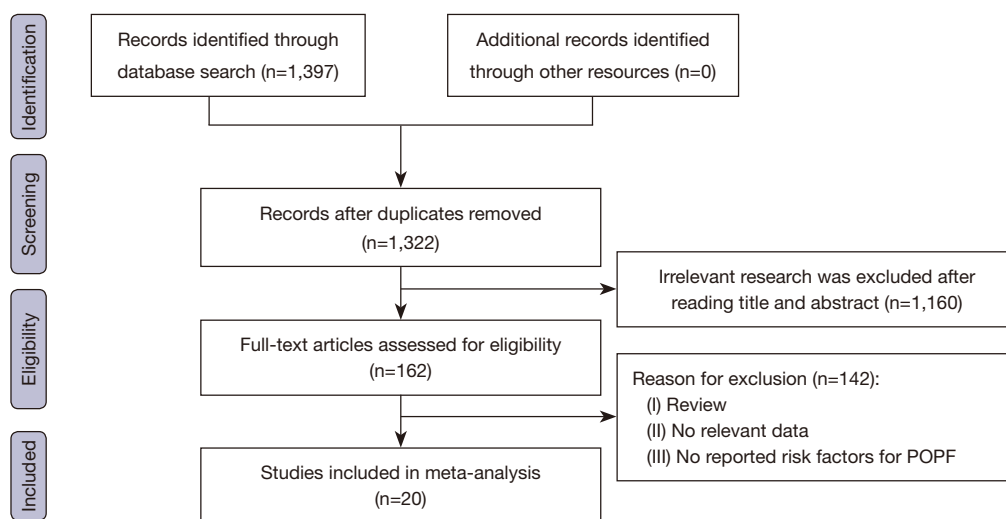 Identification
Records identified through
database search (n=1,397)
Additional records identified
through other resources (n=0)
Screening
Records after duplicates removed
(n=1,322)
Irrelevant research was excluded after
reading title and abstract (n=1,160)
Eligibility
Full-text articles assessed for eligibility
(n=162)
Reason for exclusion (n=142):
(I) Review
(II) No relevant data
(III) No reported risk factors for POPF
Included
Studies included in meta-analysis
(n=20)